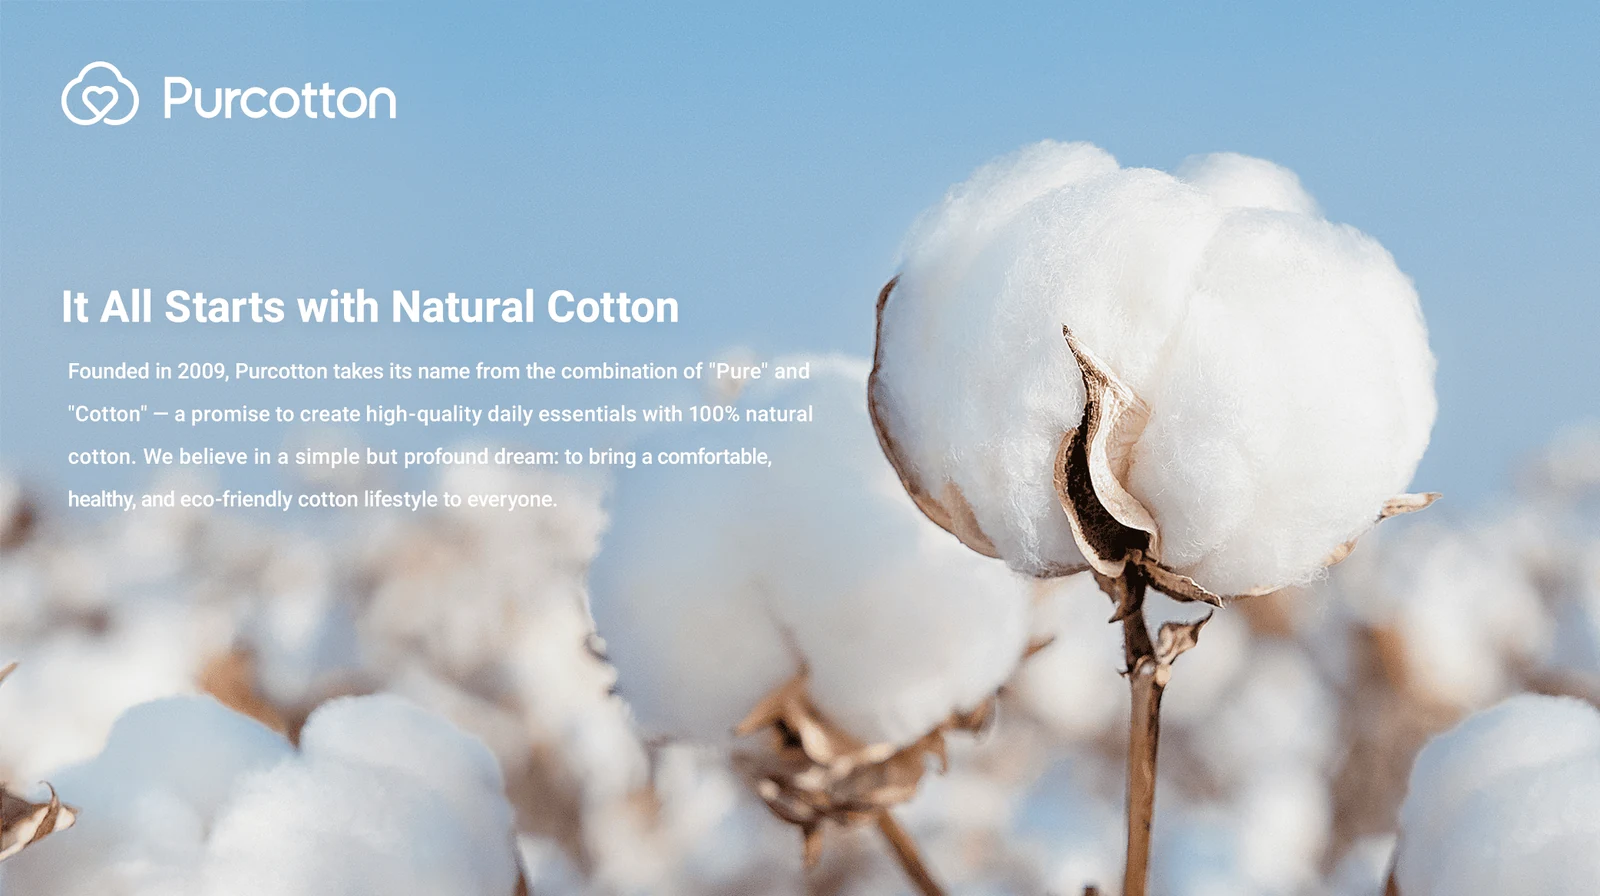 Purcotton
It All Starts with Natural Cotton
Founded in 2009, Purcotton takes its name from the combination of "Pure" and
"Cotton" — a promise to create high-quality daily essentials with 100% natural
cotton. We believe in a simple but profound dream: to bring a comfortable,
healthy, and eco-friendly cotton lifestyle to everyone.